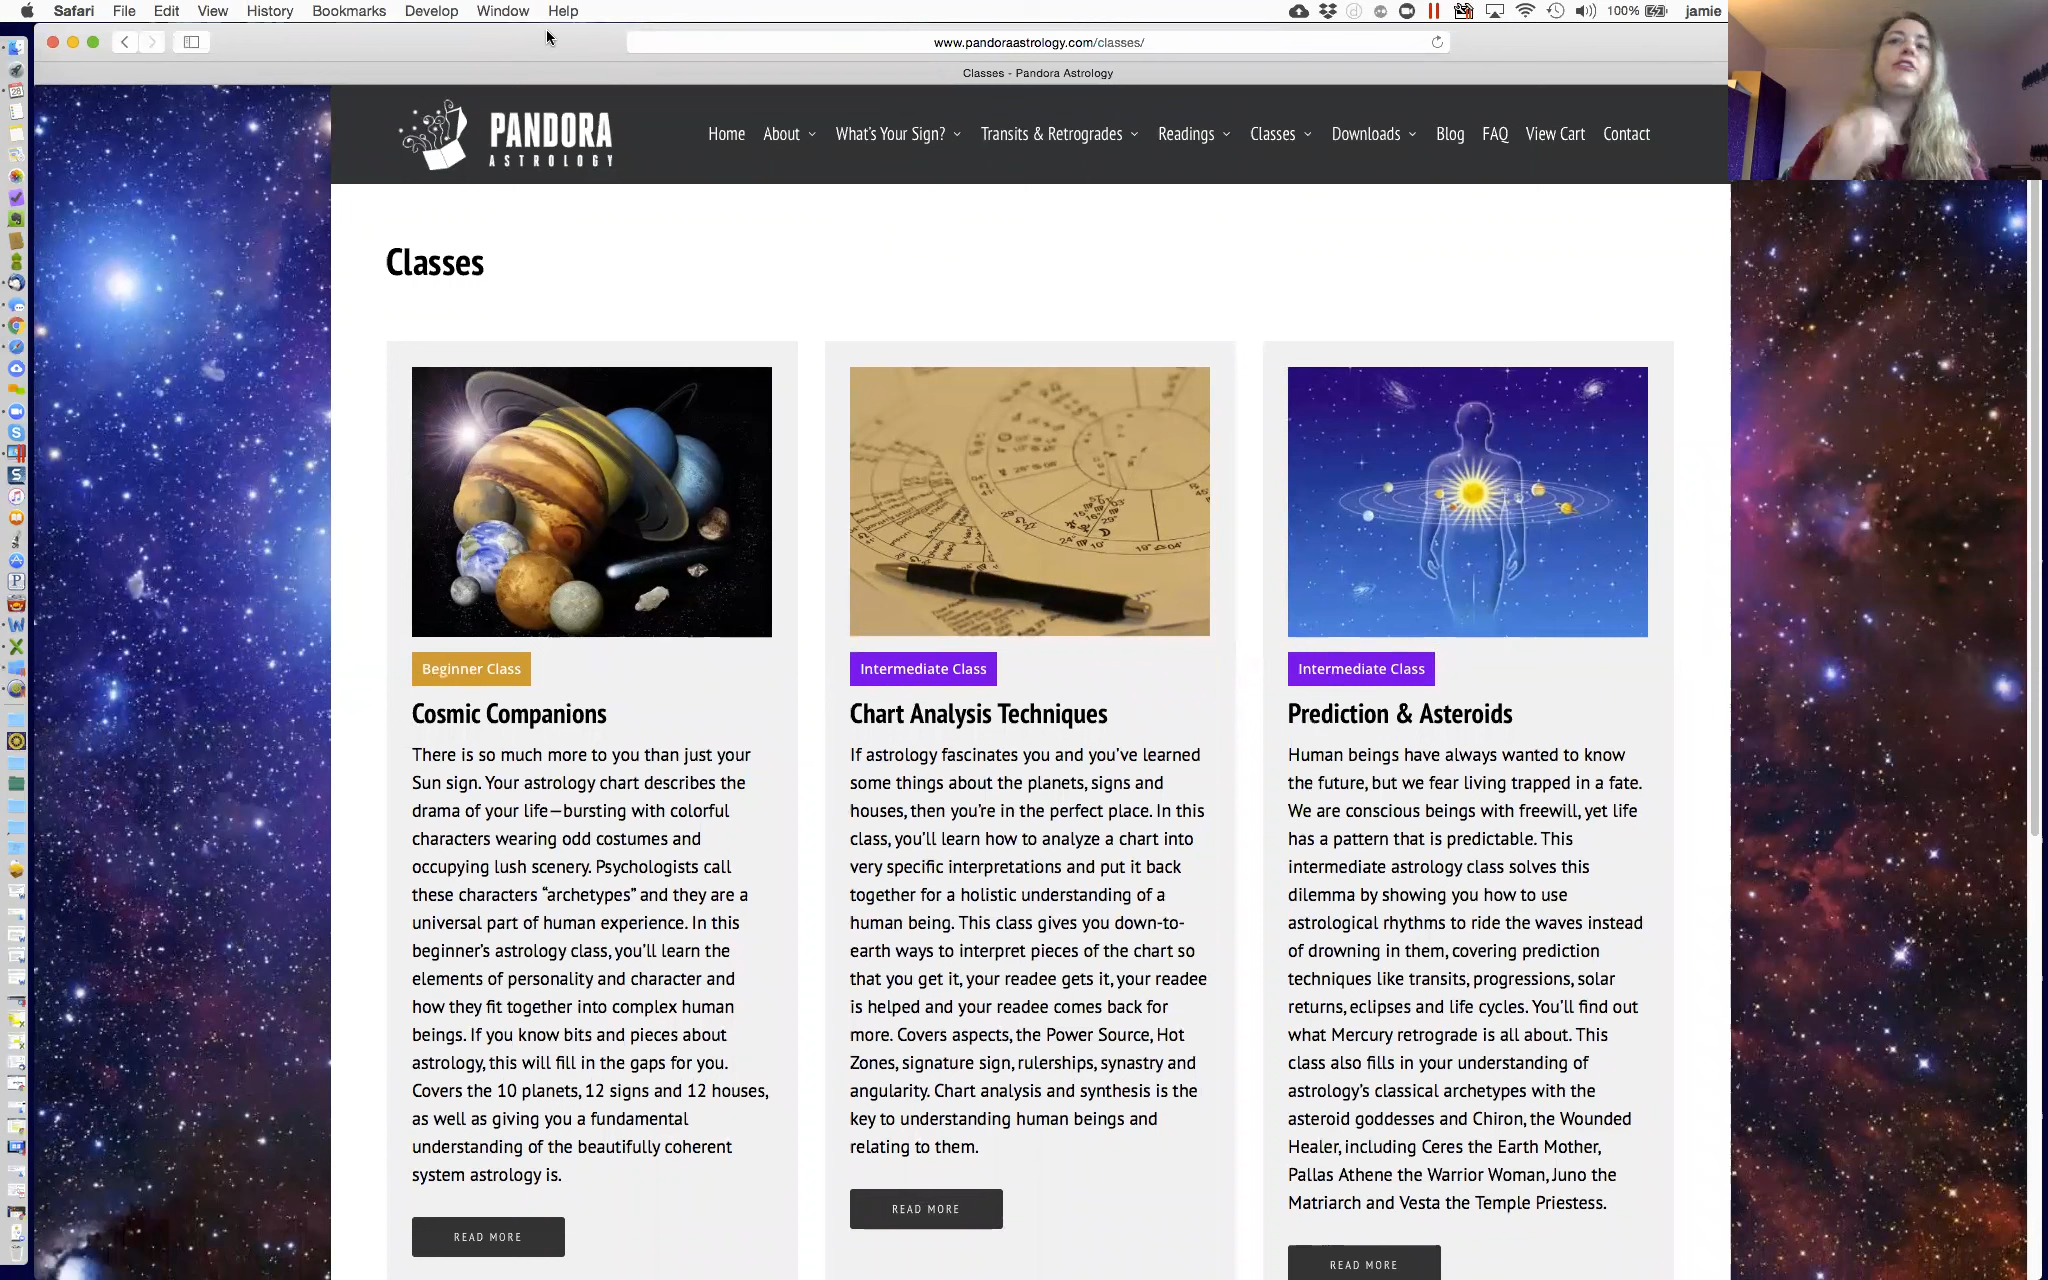 Safari File Edit View History Bookmarks Develop Window Help
100% jamie
www.pandoraastrology.com/classes/
Classes - Pandora Astrology
PANDORA
ASTROLOGY
Home About What's Your Sign? Transits & Retrogrades Readings Classes Downloads Blog FAQ View Cart Contact
Classes
Beginner Class
Cosmic Companions
There is so much more to you than just your
Sun sign. Your astrology chart describes the
drama of your life—bursting with colorful
characters wearing odd costumes and
occupying lush scenery. Psychologists call
these characters “archetypes” and they are a
universal part of human experience. In this
beginner's astrology class, you'll learn the
elements of personality and character and
how they fit together into complex human
beings. If you know bits and pieces about
astrology, this will fill in the gaps for you.
Covers the 10 planets, 12 signs and 12 houses,
as well as giving you a fundamental
understanding of the beautifully coherent
system astrology is.
READ MORE
Intermediate Class
Chart Analysis Techniques
If astrology fascinates you and you've learned
some things about the planets, signs and
houses, then you're in the perfect place. In this
class, you'll learn how to analyze a chart into
very specific interpretations and put it back
together for a holistic understanding of a
human being. This class gives you down-to-
earth ways to interpret pieces of the chart so
that you get it, your readee gets it, your readee
is helped and your readee comes back for
more. Covers aspects, the Power Source, Hot
Zones, signature sign, rulerships, synastry and
angularity. Chart analysis and synthesis is the
key to understanding human beings and
relating to them.
READ MORE
Intermediate Class
Prediction & Asteroids
Human beings have always wanted to know
the future, but we fear living trapped in a fate.
We are conscious beings with freewill, yet life
has a pattern that is predictable. This
intermediate astrology class solves this
dilemma by showing you how to use
astrological rhythms to ride the waves instead
of drowning in them, covering prediction
techniques like transits, progressions, solar
returns, eclipses and life cycles. You'll find out
what Mercury retrograde is all about. This
class also fills in your understanding of
astrology's classical archetypes with the
asteroid goddesses and Chiron, the Wounded
Healer, including Ceres the Earth Mother,
Pallas Athene the Warrior Woman, Juno the
Matriarch and Vesta the Temple Priestess.
READ MORE